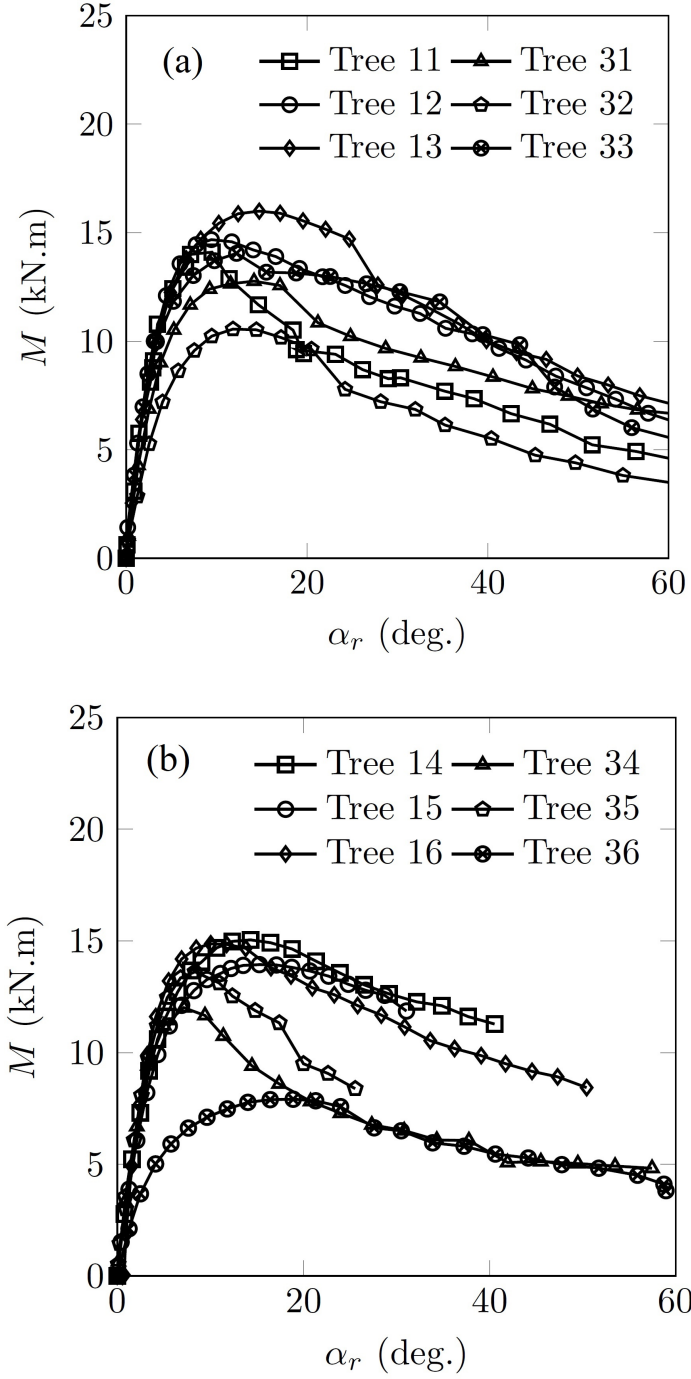 25
(a) Tree 11 Tree 31
20 Tree 12 Tree 32
Tree 13 Tree 33
15
M (kN.m)
10
5
0
0 20 40 60
α_r (deg.)
25
(b) Tree 14 Tree 34
20 Tree 15 Tree 35
Tree 16 Tree 36
15
M (kN.m)
10
5
0
0 20 40 60
α_r (deg.)